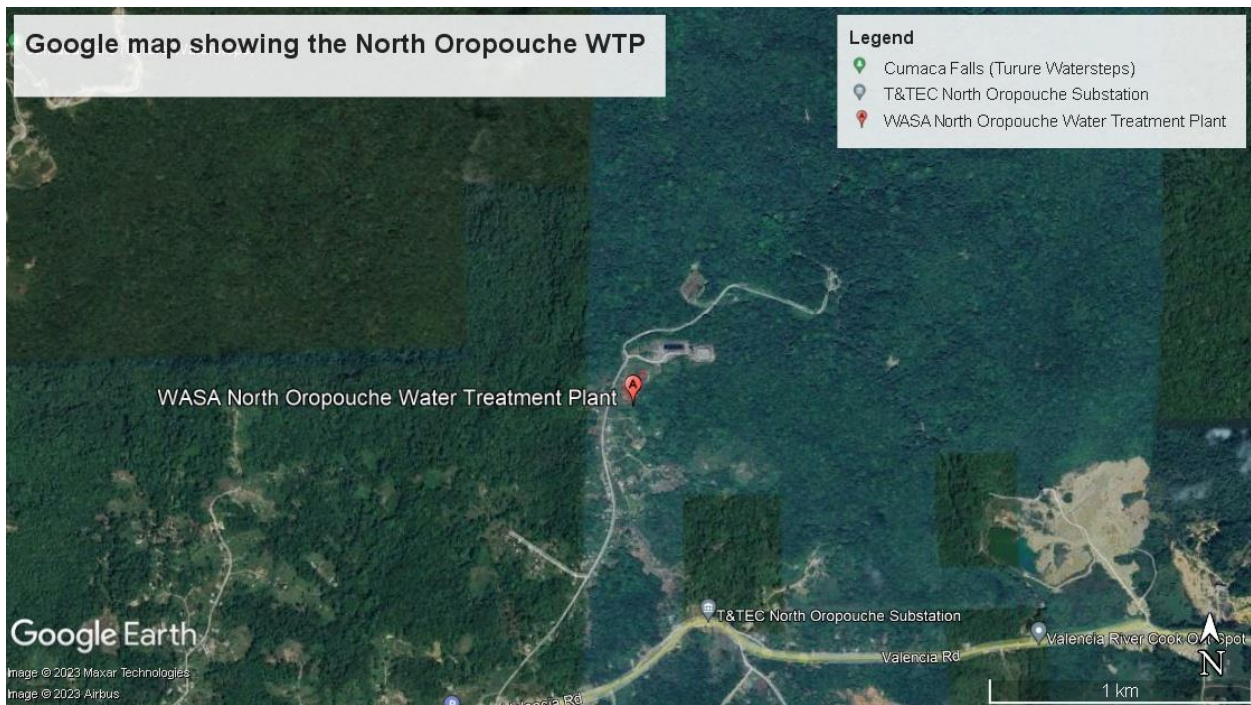 Google map showing the North Oropouche WTP
Legend
Cumaca Falls (Turure Watersteps)
T&TEC North Oropouche Substation
WASA North Oropouche Water Treatment Plant
A
WASA North Oropouche Water Treatment Plant
T&TEC North Oropouche Substation
Valencia River Cook Out Spot
Valencia Rd
Valencia Rd
Google Earth
Image © 2023 Maxar Technologies
Image © 2023 Airbus
N
1 km